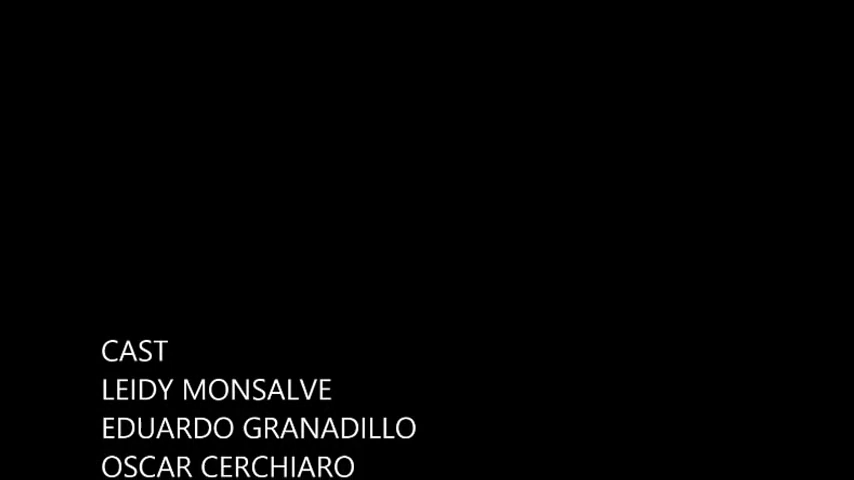 CAST
LEIDY MONSALVE
EDUARDO GRANADILLO
OSCAR CERCHIARO